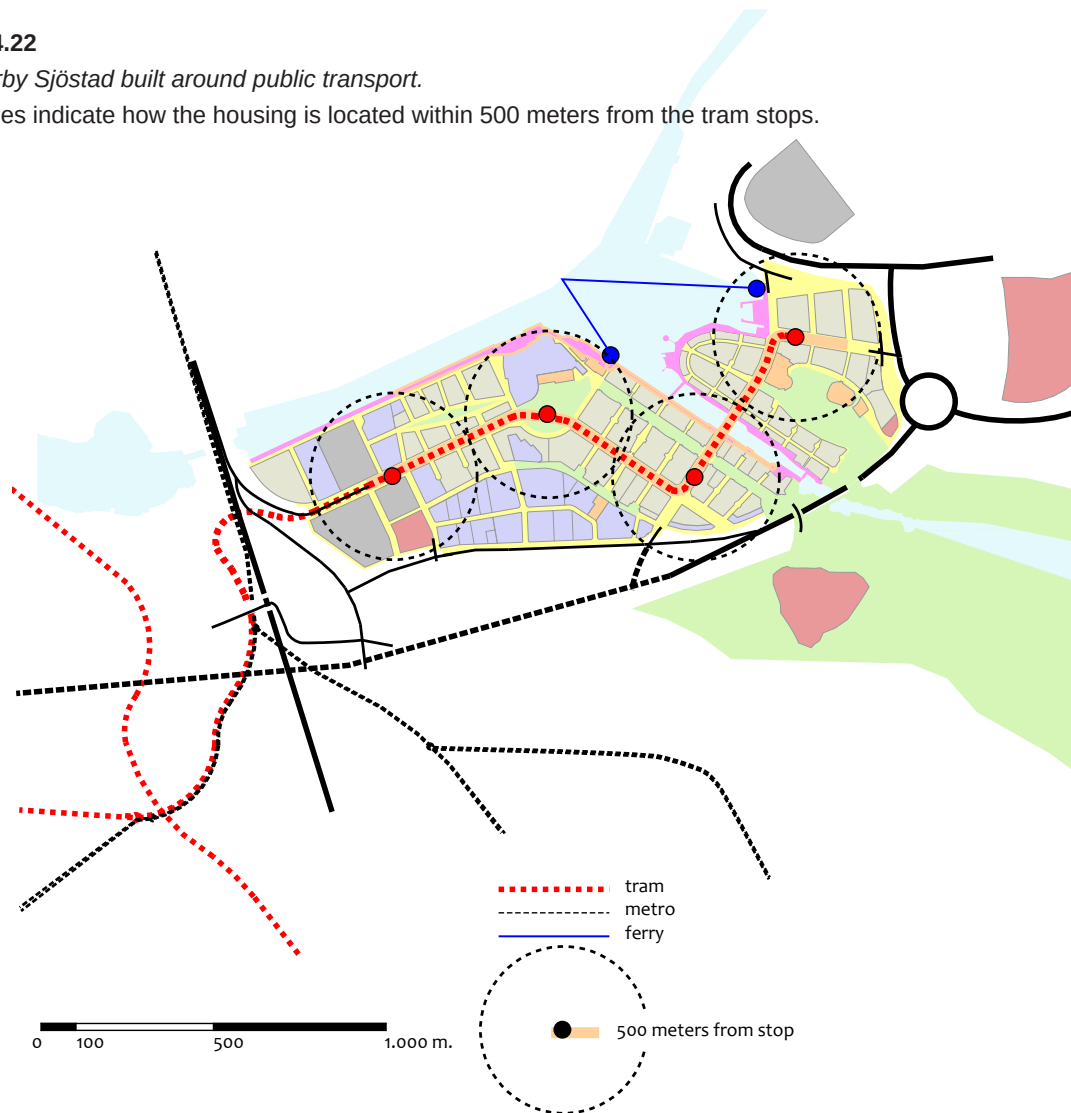 4.22
rby Sjöstad built around public transport.
es indicate how the housing is located within 500 meters from the tram stops.
tram
metro
ferry
500 meters from stop
0 100 500 1.000 m.